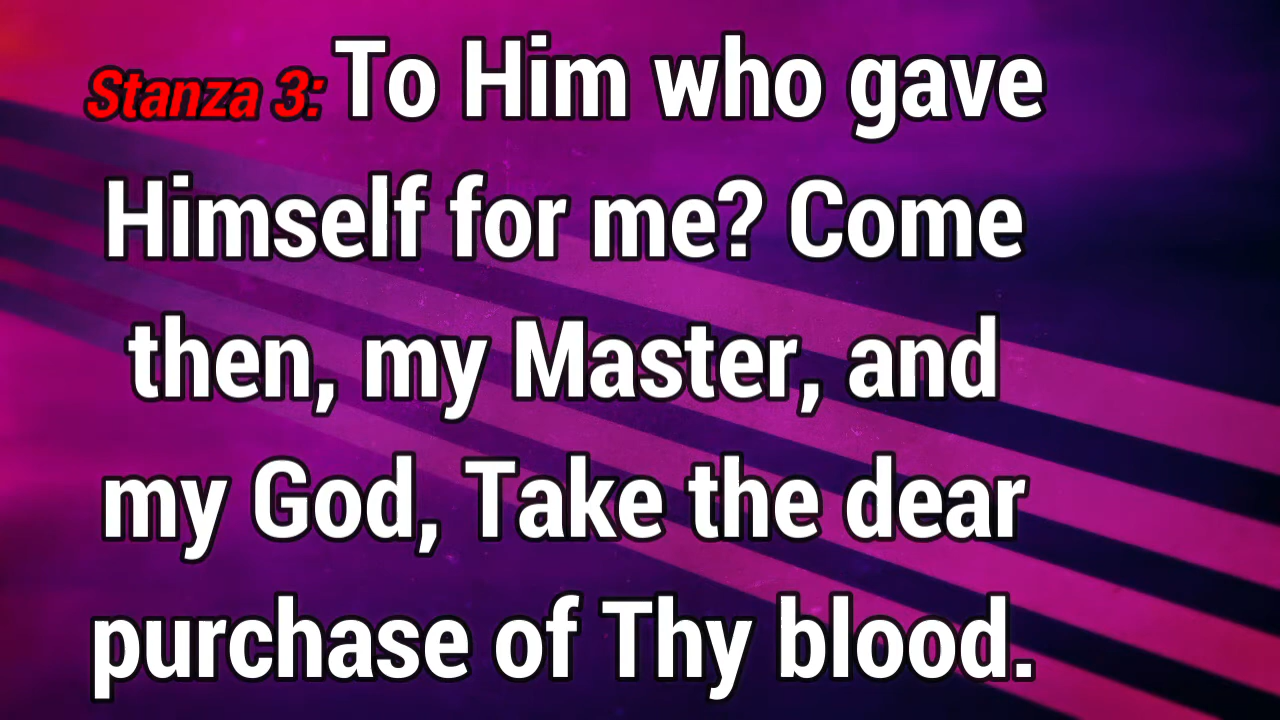 Stanza 3: To Him who gave
Himself for me? Come
then, my Master, and
my God, Take the dear
purchase of Thy blood.